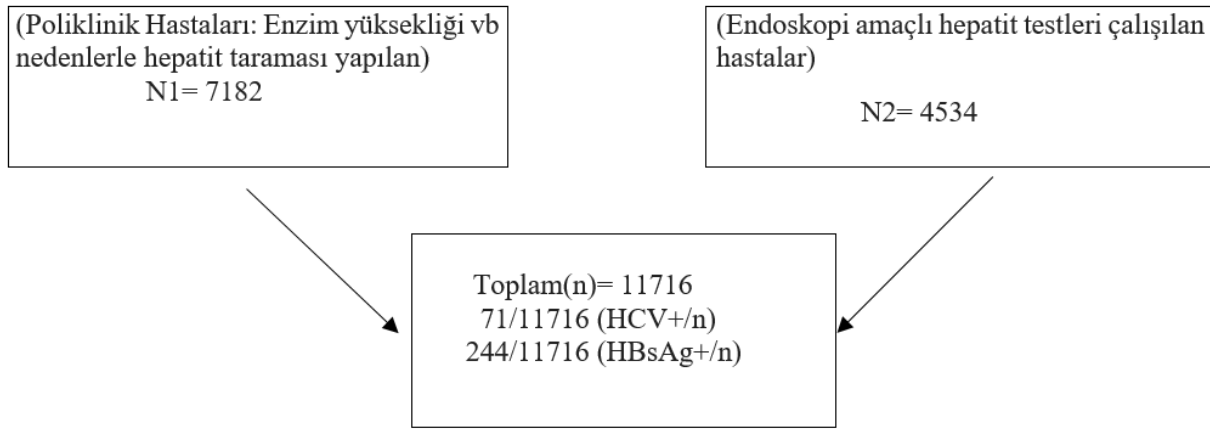 (Poliklinik Hastaları: Enzim yüksekliği vb
nedenlerle hepatit taraması yapılan)
N1= 7182
(Endoskopi amaçlı hepatit testleri çalışılan
hastalar)
N2= 4534
Toplam(n)= 11716
71/11716 (HCV+/n)
244/11716 (HBsAg+/n)